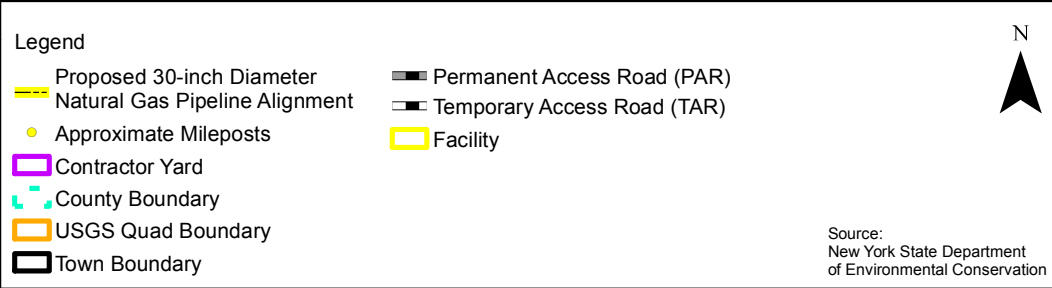 Legend
Proposed 30-inch Diameter
Natural Gas Pipeline Alignment
Approximate Mileposts
Contractor Yard
County Boundary
USGS Quad Boundary
Town Boundary
Permanent Access Road (PAR)
Temporary Access Road (TAR)
Facility
N
Source:
New York State Department
of Environmental Conservation